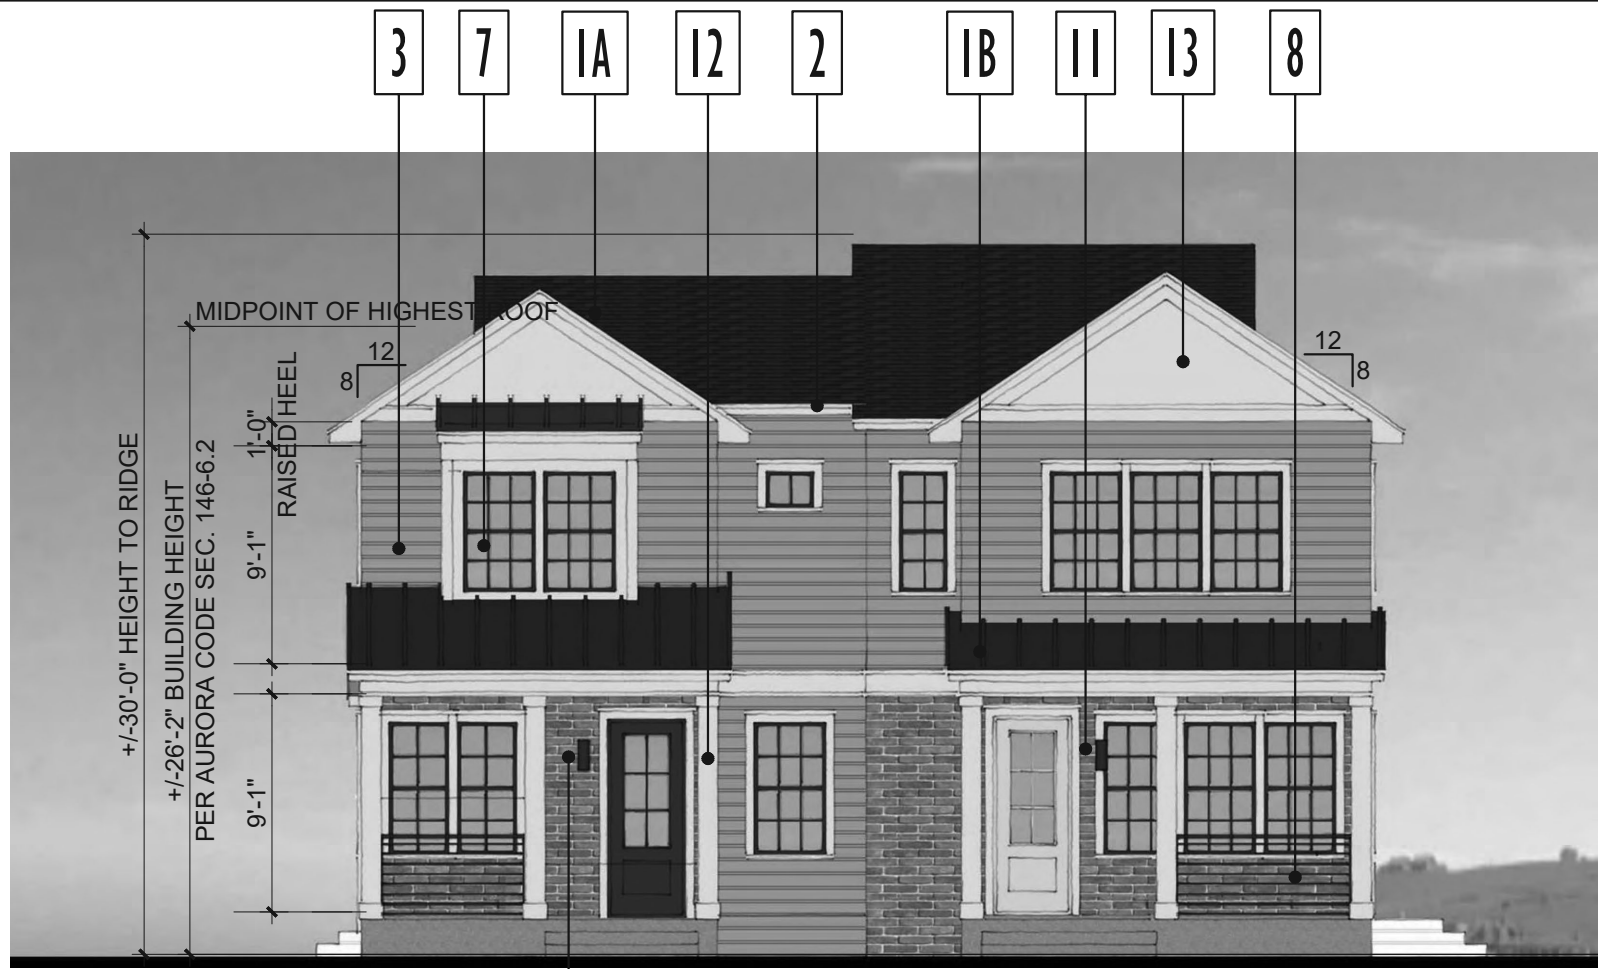 3 7 1A 12 2 1B 11 13 8
MIDPOINT OF HIGHEST ROOF
12
8
12
8
1'-0"
RAISED HEEL
9'-1"
9'-1"
+/-30'-0" HEIGHT TO RIDGE
+/-26'-2" BUILDING HEIGHT
PER AURORA CODE SEC. 146-6.2